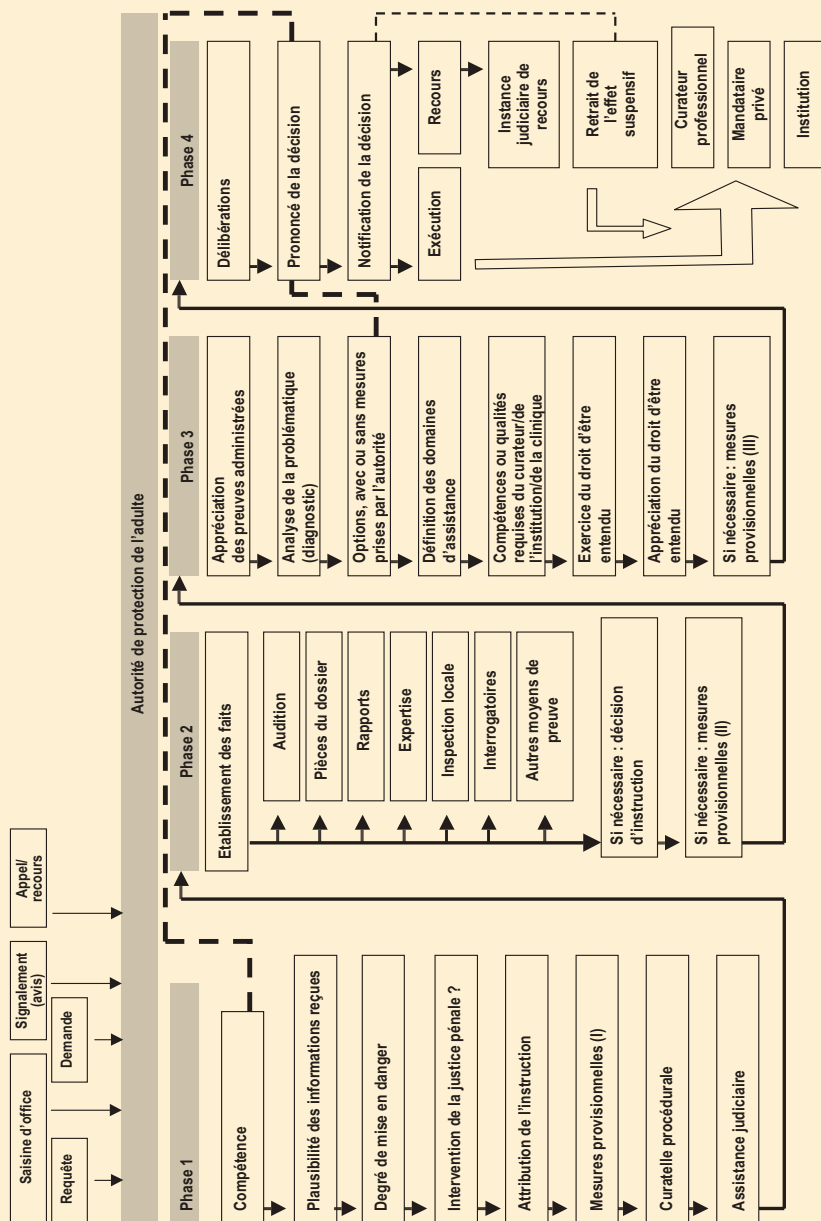 Saisine d’office
Requête
Signalement
(avis)
Demande
Appel/
recours
Autorité de protection de l’adulte
Phase 1
Compétence
Plausibilité des informations reçues
Degré de mise en danger
Intervention de la justice pénale ?
Attribution de l’instruction
Mesures provisionnelles (I)
Curatelle procédurale
Assistance judiciaire
Phase 2
Etablissement des faits
Audition
Pièces du dossier
Rapports
Expertise
Inspection locale
Interrogatoires
Autres moyens de
preuve
Si nécessaire : décision
d’instruction
Si nécessaire : mesures
provisionnelles (II)
Phase 3
Appréciation
des preuves administrées
Analyse de la problématique
(diagnostic)
Options, avec ou sans mesures
prises par l’autorité
Définition des domaines
d’assistance
Compétences ou qualités
requises du curateur/de
l’institution/de la clinique
Exercice du droit d’être
entendu
Appréciation du droit d’être
entendu
Si nécessaire : mesures
provisionnelles (III)
Phase 4
Délibérations
Prononcé de la décision
Notification de la décision
Exécution
Recours
Instance
judiciaire de
recours
Retrait de
l’effet
suspensif
Curateur
professionnel
Mandataire
privé
Institution